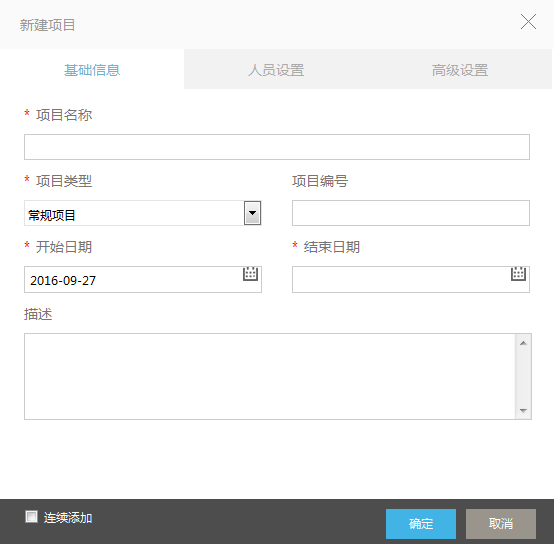 新建项目
基础信息 人员设置 高级设置
* 项目名称
* 项目类型 项目编号
常规项目
* 开始日期 * 结束日期
2016-09-27
描述
连续添加 确定 取消